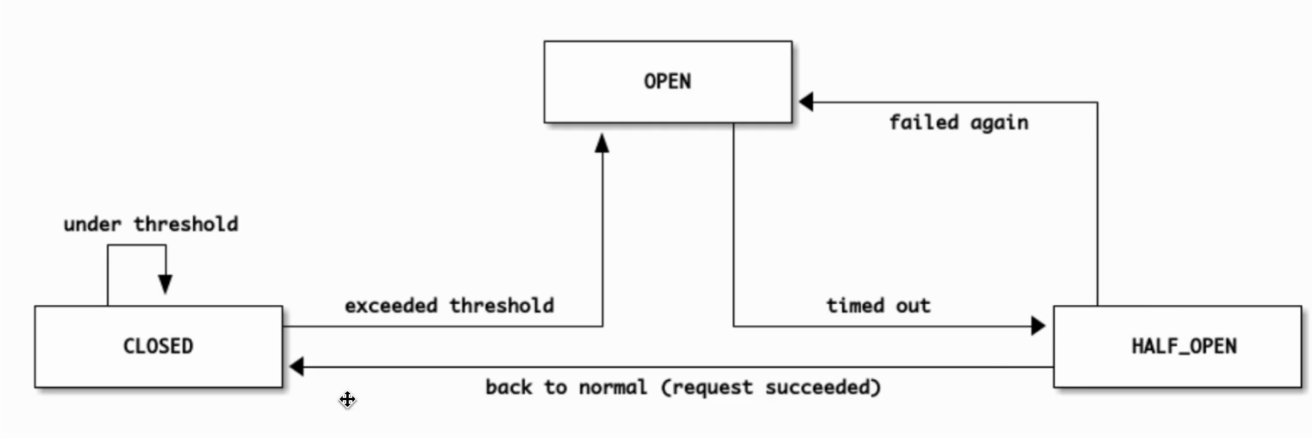 OPEN
failed again
under threshold
exceeded threshold
timed out
CLOSED
HALF_OPEN
back to normal (request succeeded)